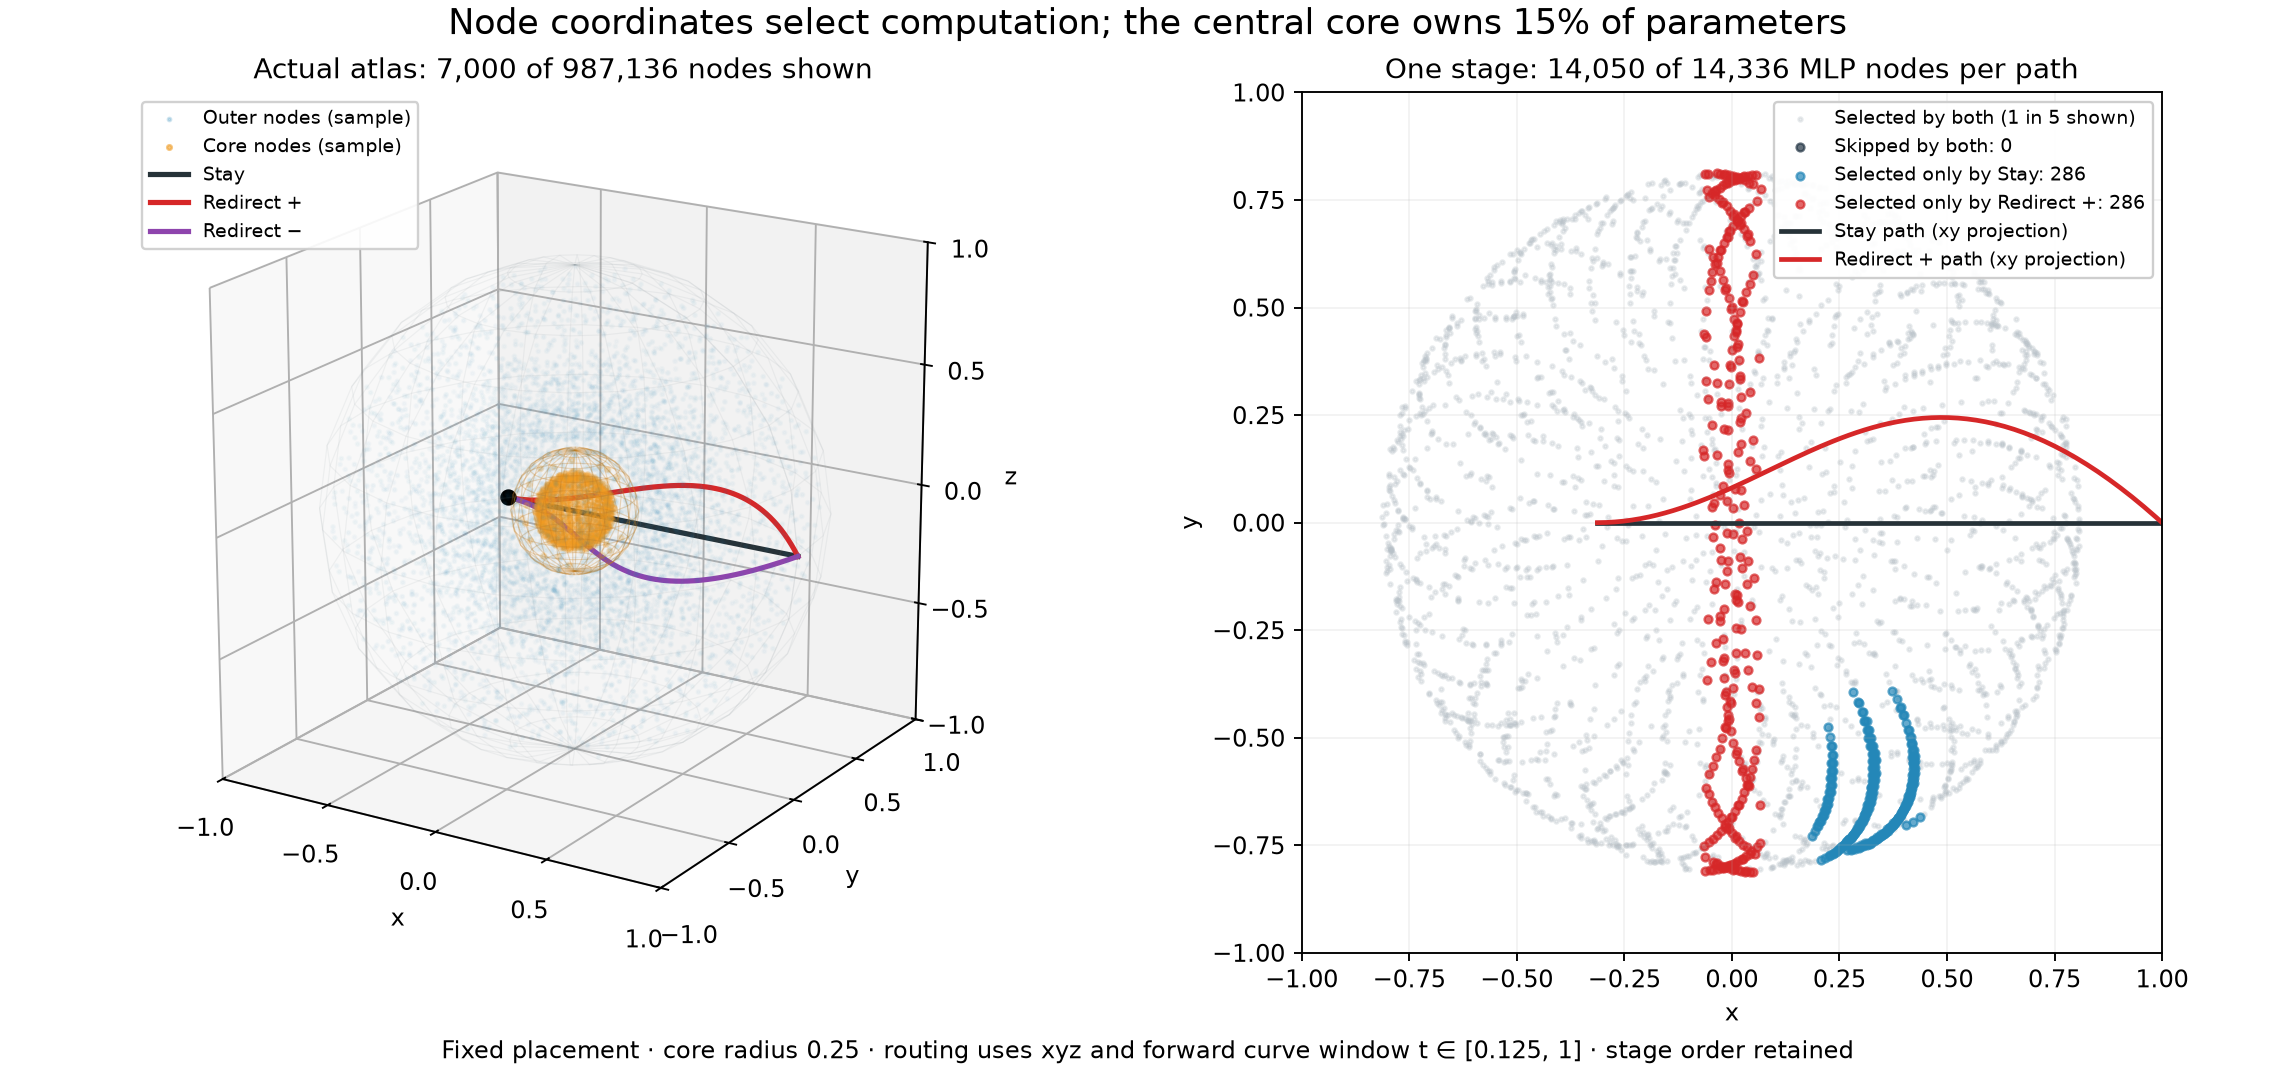 Node coordinates select computation; the central core owns 15% of parameters
Actual atlas: 7,000 of 987,136 nodes shown
Outer nodes (sample)
Core nodes (sample)
Stay
Redirect +
Redirect −
1.0
0.5
0.0
−0.5
−1.0
z
1.0
0.5
0.0
−0.5
−1.0
y
−1.0
−0.5
0.0
0.5
1.0
x
One stage: 14,050 of 14,336 MLP nodes per path
Selected by both (1 in 5 shown)
Skipped by both: 0
Selected only by Stay: 286
Selected only by Redirect +: 286
Stay path (xy projection)
Redirect + path (xy projection)
1.00
0.75
0.50
0.25
0.00
−0.25
−0.50
−0.75
−1.00
y
−1.00 −0.75 −0.50 −0.25 0.00 0.25 0.50 0.75 1.00
x
Fixed placement · core radius 0.25 · routing uses xyz and forward curve window t ∈ [0.125, 1] · stage order retained